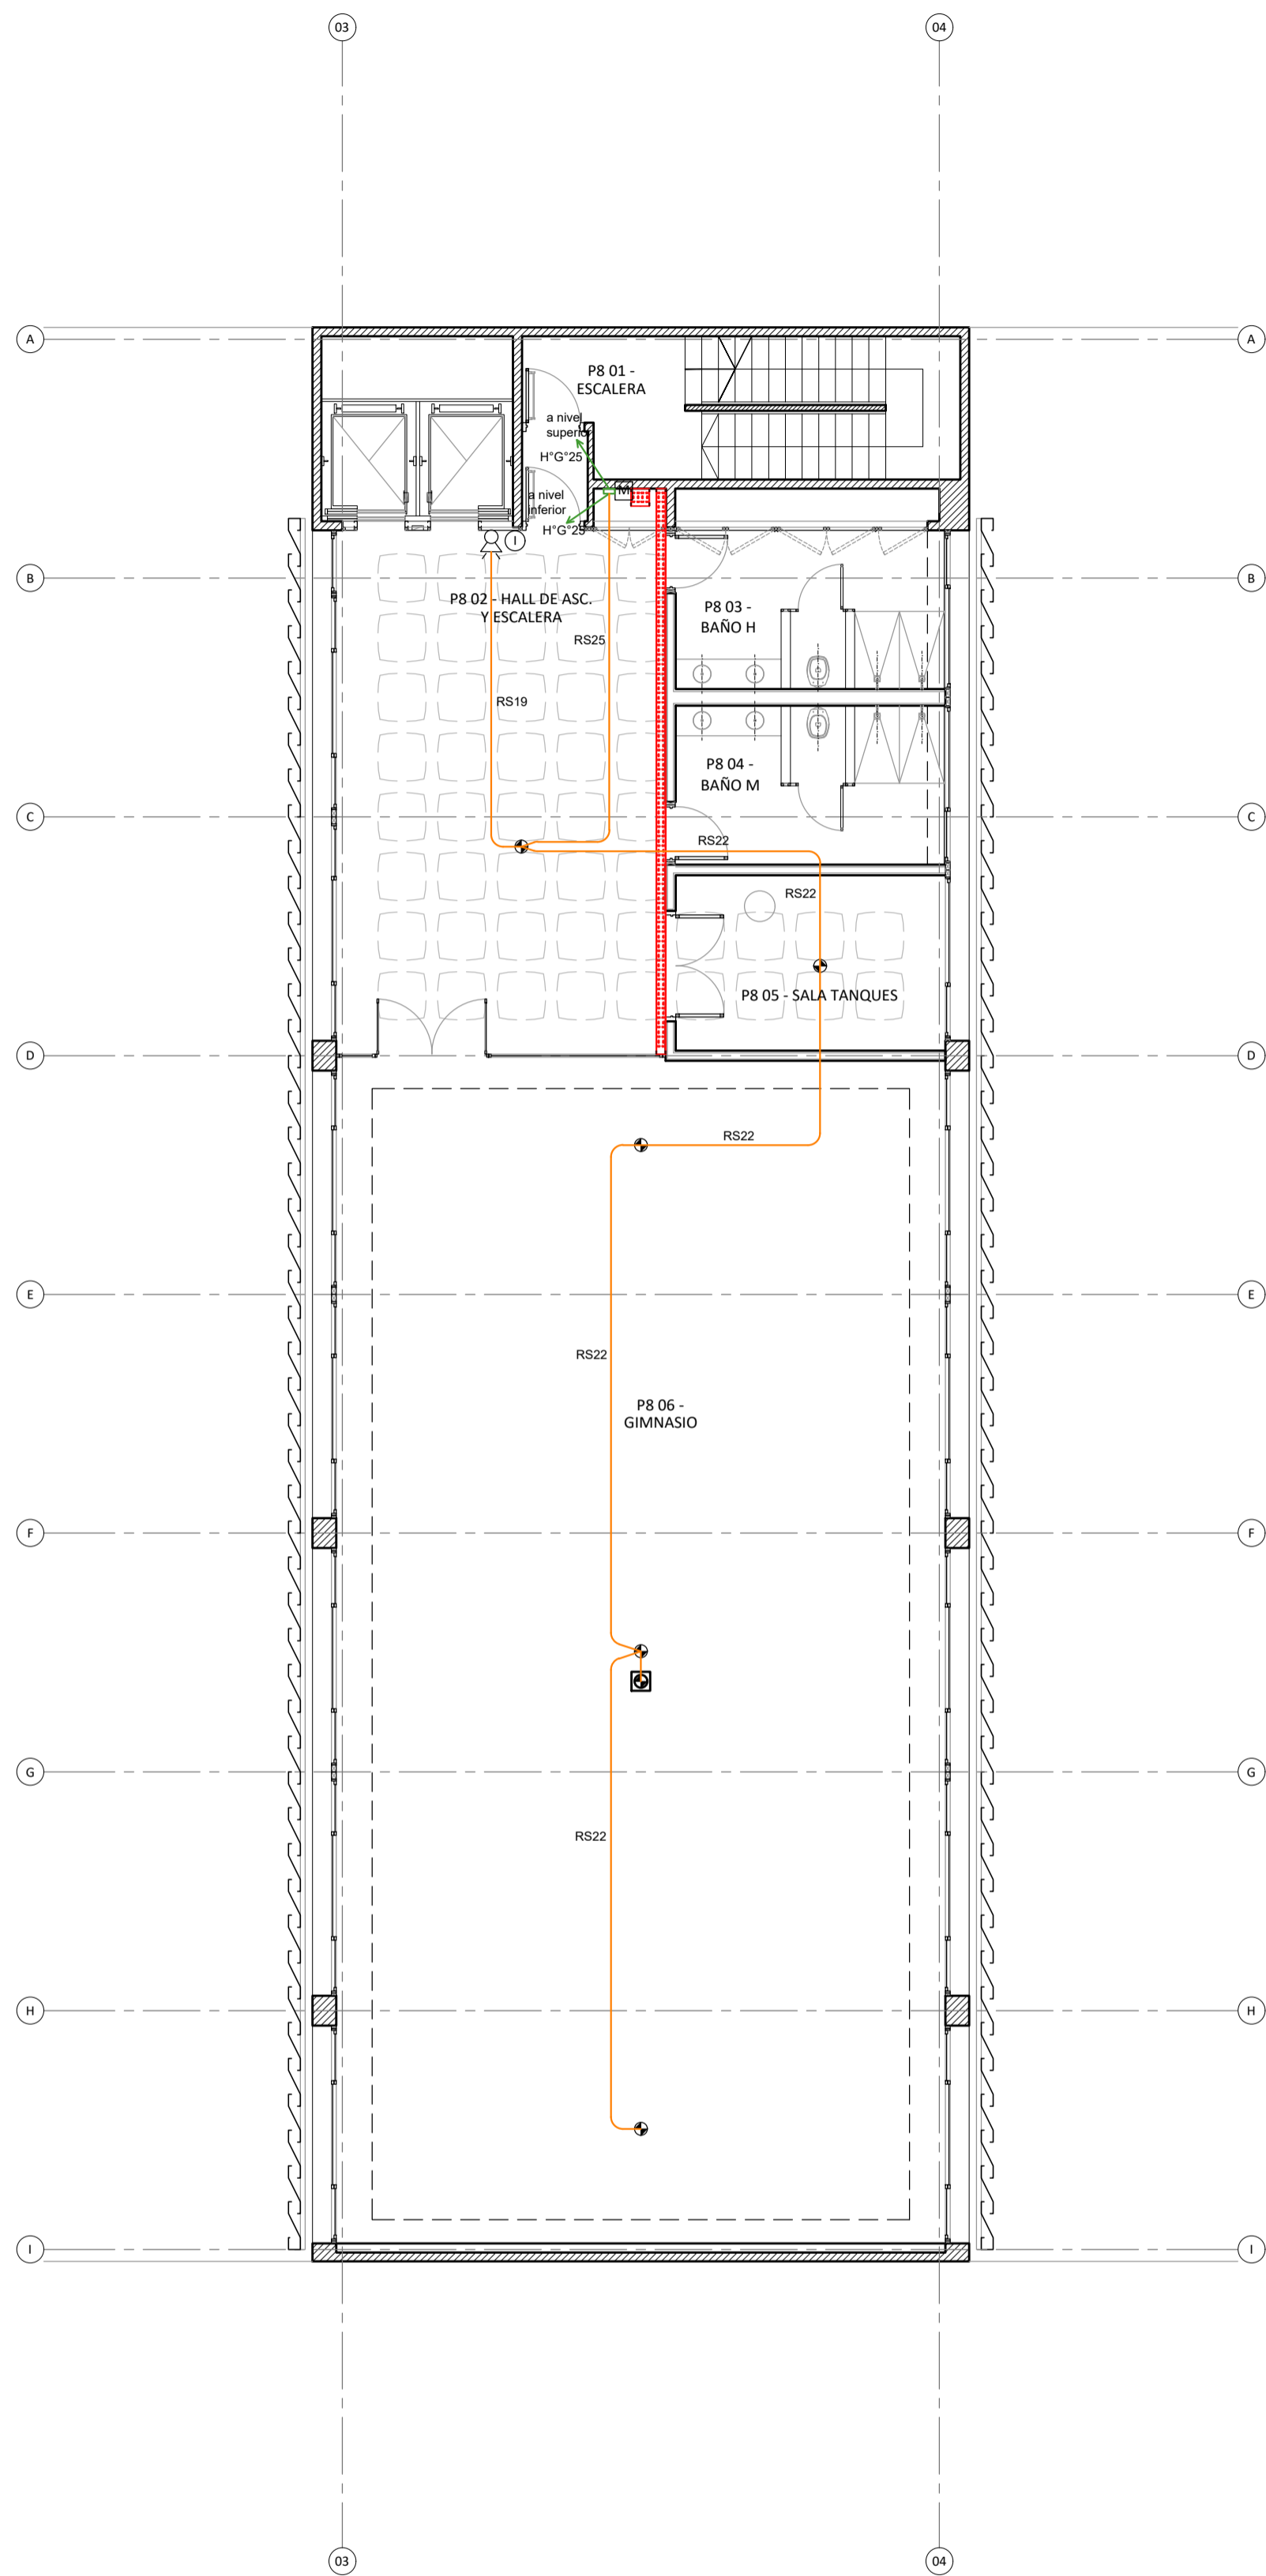 03
04
A
A
P8 01 -
ESCALERA
a nivel
superior
H°G°25
M
a nivel
inferior
H°G°25
I
B
B
P8 02 - HALL DE ASC.
Y ESCALERA
P8 03 -
BAÑO H
RS25
RS19
P8 04 -
BAÑO M
C
C
RS22
RS22
P8 05 - SALA TANQUES
D
D
RS22
E
E
RS22
P8 06 -
GIMNASIO
F
F
G
G
RS22
H
H
I
I
03
04